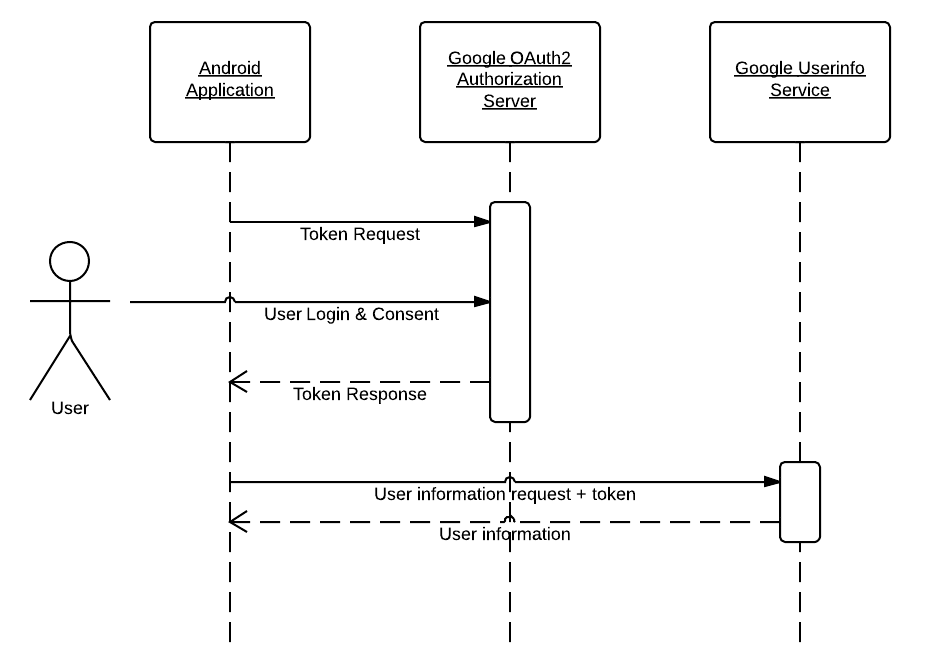 Android
Application
Google OAuth2
Authorization
Server
Google Userinfo
Service
Token Request
User Login & Consent
Token Response
User
User information request + token
User information